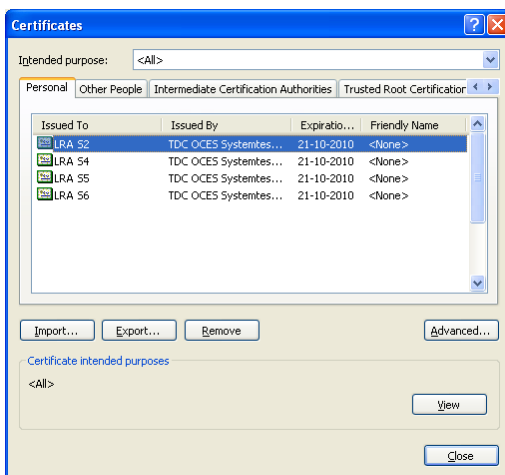 Certificates
Intended purpose: <All>
Personal Other People Intermediate Certification Authorities Trusted Root Certification
Issued To Issued By Expiratio... Friendly Name
LRA S2 TDC OCES Systemtes... 21-10-2010 <None>
LRA S4 TDC OCES Systemtes... 21-10-2010 <None>
LRA S5 TDC OCES Systemtes... 21-10-2010 <None>
LRA S6 TDC OCES Systemtes... 21-10-2010 <None>
Import... Export... Remove Advanced...
Certificate intended purposes
<All>
View
Close